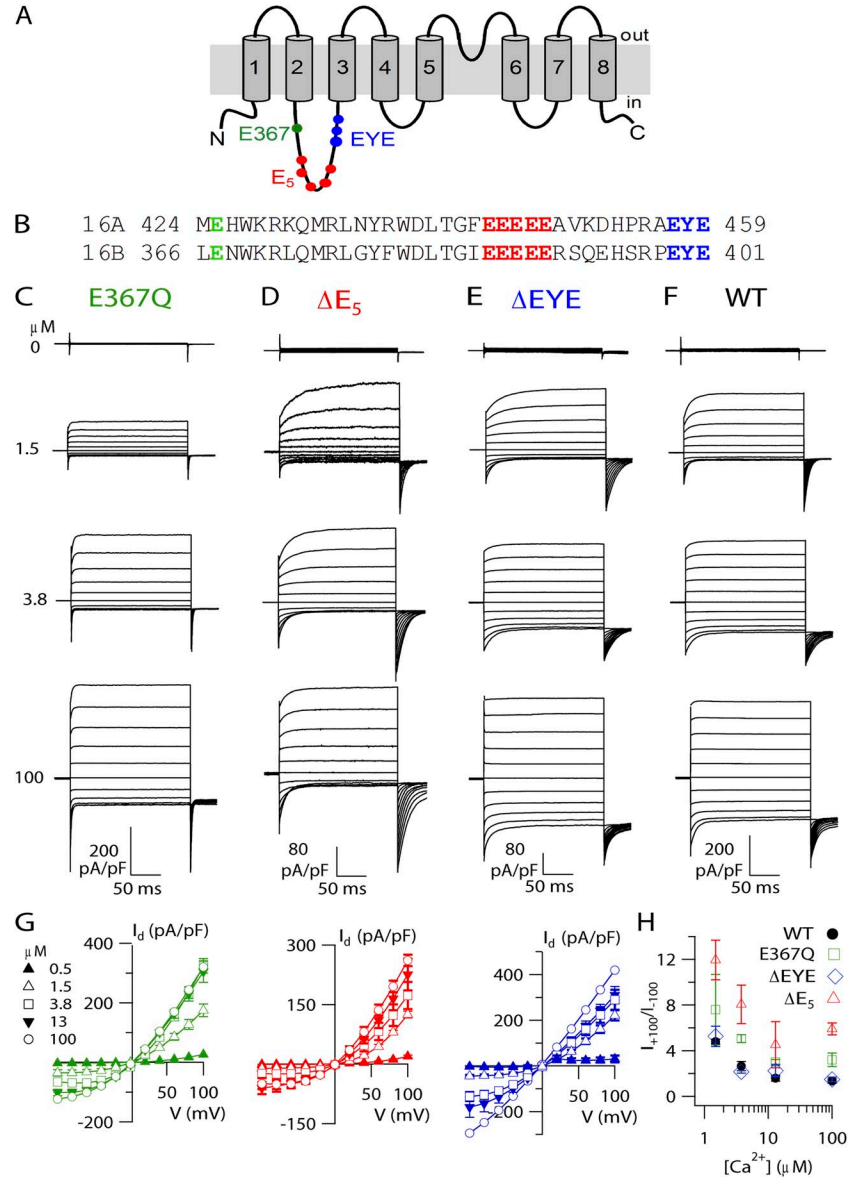 A
out
1 2 3 4 5 6 7 8
in
N
C
E367
EYE
E5
B
16A 424 MEHWKRKQMRLNYRWDLTGFEEEEEAVKDHPRAEYE 459
16B 366 LENWKRLQMRLGYFWDLTGIEEEEERSQEHSRPEYE 401
C E367Q
D ΔE5
E ΔEYE
F WT
μM
0
1.5
3.8
100
200
pA/pF
50 ms
80
pA/pF
50 ms
80
pA/pF
50 ms
200
pA/pF
50 ms
G
μM
0.5
1.5
3.8
13
100
Id (pA/pF)
400
200
-200
50 100
V (mV)
Id (pA/pF)
300
150
-150
50 100
V (mV)
Id (pA/pF)
400
200
-200
50 100
V (mV)
H
WT
E367Q
ΔEYE
ΔE5
I+100/I-100
12
8
4
0
1 10 100
[Ca2+] (μM)